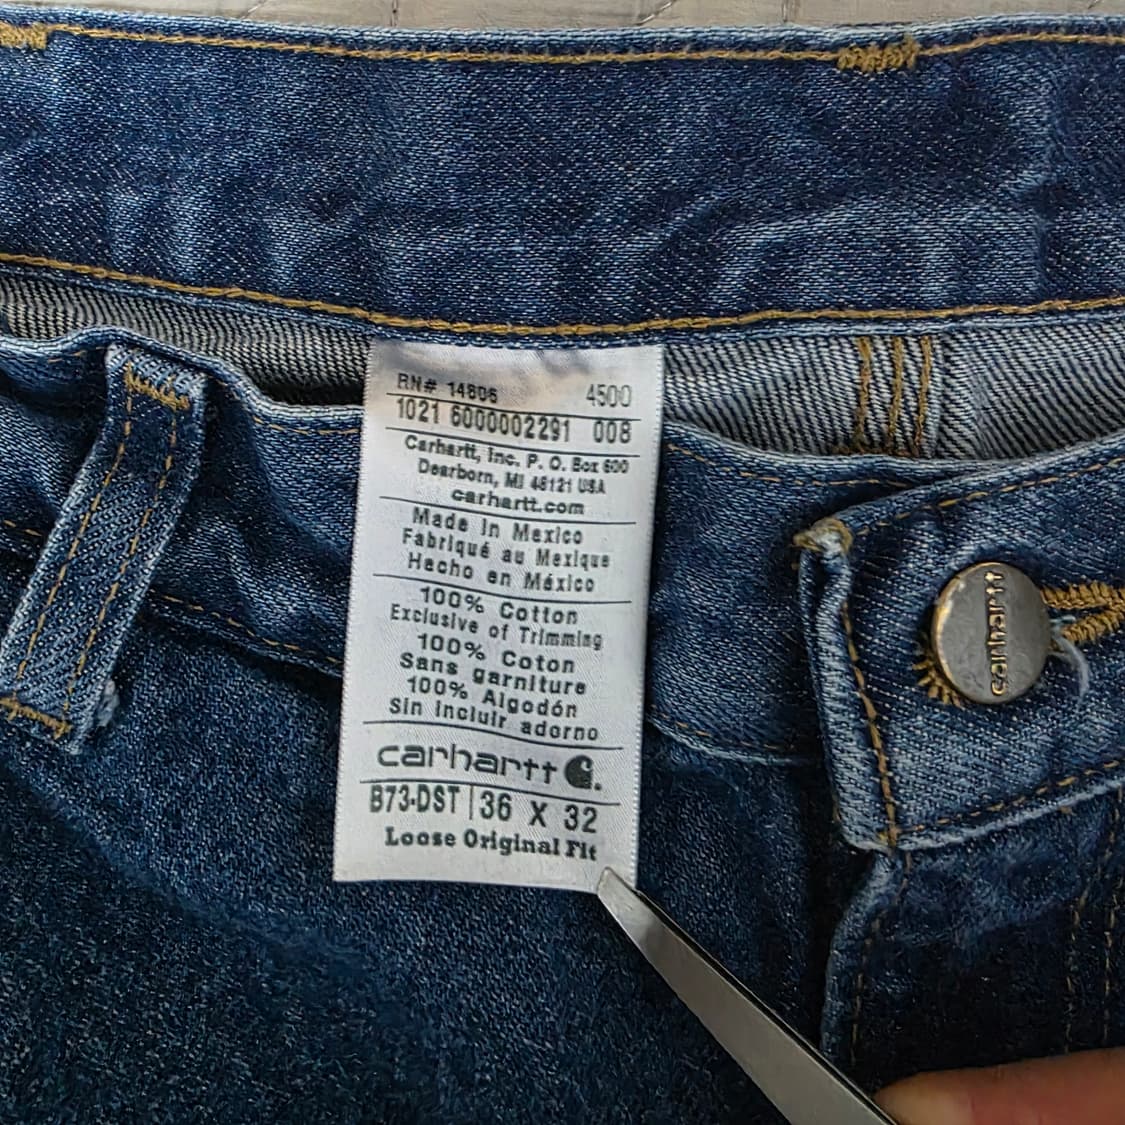 RN# 14806 4500
1021 6000002291 008
Carhartt, Inc. P. O. Box 600
Dearborn, MI 48121 USA
carhartt.com
Made in Mexico
Fabriqué au Mexique
Hecho en México
100% Cotton
Exclusive of Trimming
100% Coton
Sans garniture
100% Algodón
Sin incluir adorno
carhartt
B73-DST | 36 X 32
Loose Original Fit
carhartt